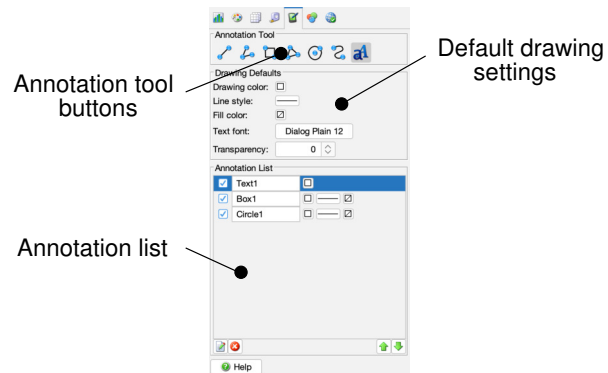 Annotation Tool
a1
Annotation tool
buttons
Default drawing
settings
Drawing Defaults
Drawing color:
Line style:
Fill color:
Text font: Dialog Plain 12
Transparency: 0
Annotation List
Text1
Box1
Circle1
Annotation list
Help